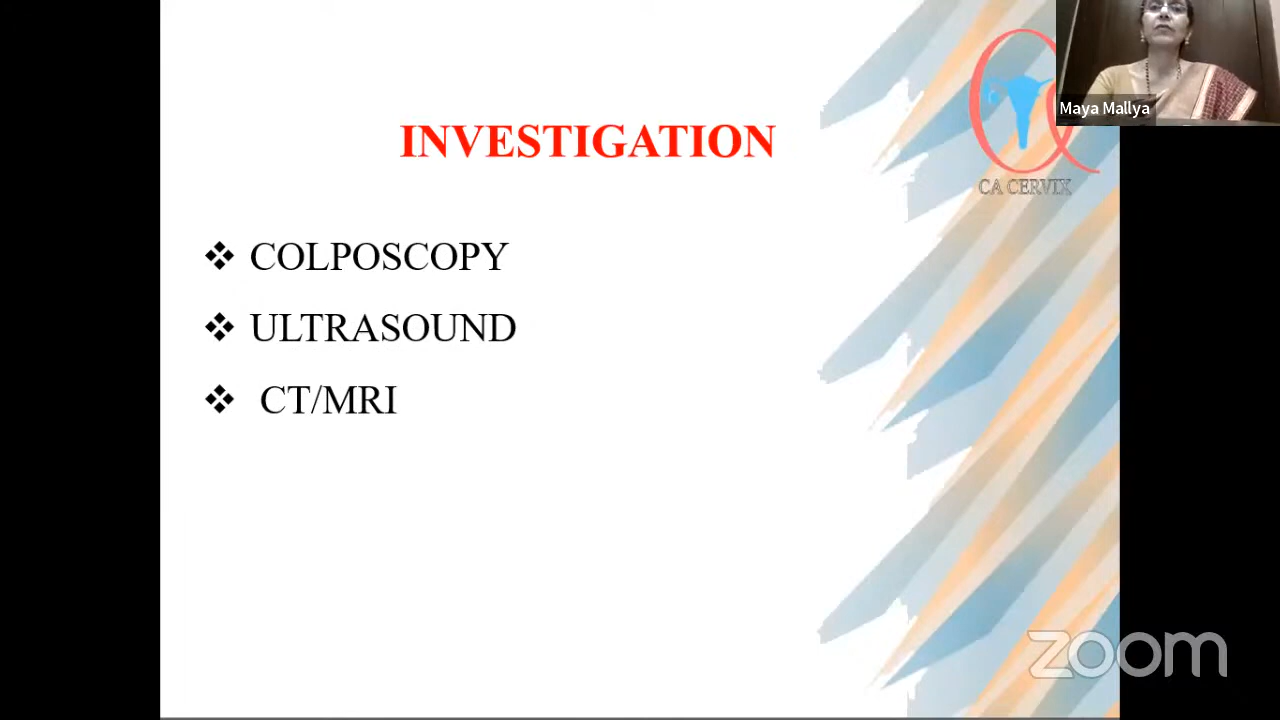 Maya Mallya
CA CERVIX
INVESTIGATION
❖ COLPOSCOPY
❖ ULTRASOUND
❖ CT/MRI
zoom